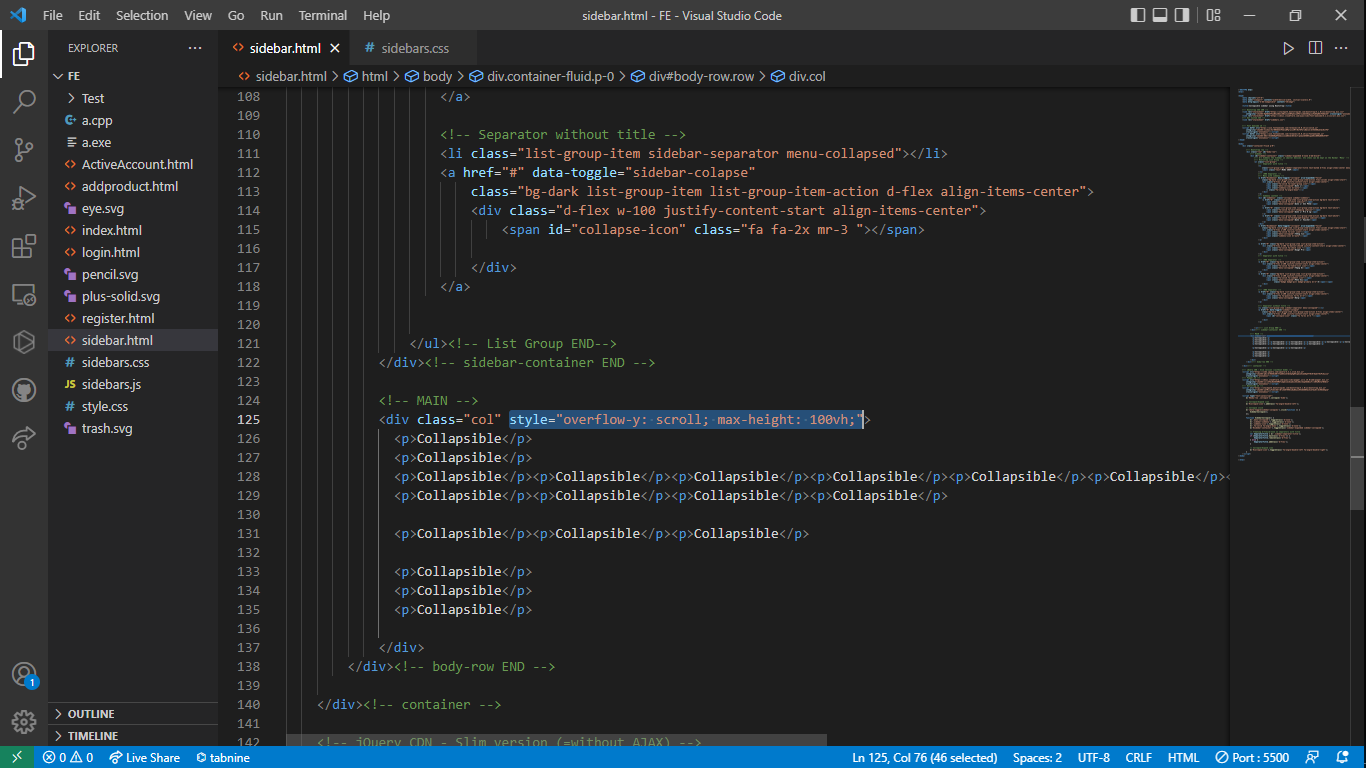 File Edit Selection View Go Run Terminal Help
sidebar.html - FE - Visual Studio Code
EXPLORER
FE
Test
a.cpp
a.exe
ActiveAccount.html
addproduct.html
eye.svg
index.html
login.html
pencil.svg
plus-solid.svg
register.html
sidebar.html
# sidebars.css
JS sidebars.js
# style.css
trash.svg
OUTLINE
TIMELINE
1
sidebar.html # sidebars.css
sidebar.html > html > body > div.container-fluid.p-0 > div#body-row.row > div.col
108 </a>
109
110 <!-- Separator without title -->
111 <li class="list-group-item sidebar-separator menu-collapsed"></li>
112 <a href="#" data-toggle="sidebar-colapse"
113 class="bg-dark list-group-item list-group-item-action d-flex align-items-center">
114 <div class="d-flex w-100 justify-content-start align-items-center">
115 <span id="collapse-icon" class="fa fa-2x mr-3 "></span>
116
117 </div>
118 </a>
119
120
121 </ul><!-- List Group END-->
122 </div><!-- sidebar-container END -->
123
124 <!-- MAIN -->
125 <div class="col" style="overflow-y: scroll; max-height: 100vh;">
126 <p>Collapsible</p>
127 <p>Collapsible</p>
128 <p>Collapsible</p><p>Collapsible</p><p>Collapsible</p><p>Collapsible</p><p>Collapsible</p><p>Collapsible</p><
129 <p>Collapsible</p><p>Collapsible</p><p>Collapsible</p><p>Collapsible</p>
130
131 <p>Collapsible</p><p>Collapsible</p><p>Collapsible</p>
132
133 <p>Collapsible</p>
134 <p>Collapsible</p>
135 <p>Collapsible</p>
136
137 </div>
138 </div><!-- body-row END -->
139
140 </div><!-- container -->
141
142 <!-- jQuery CDN - Slim version (=without AJAX) -->
0 0 Live Share tabnine Ln 125, Col 76 (46 selected) Spaces: 2 UTF-8 CRLF HTML Port : 5500